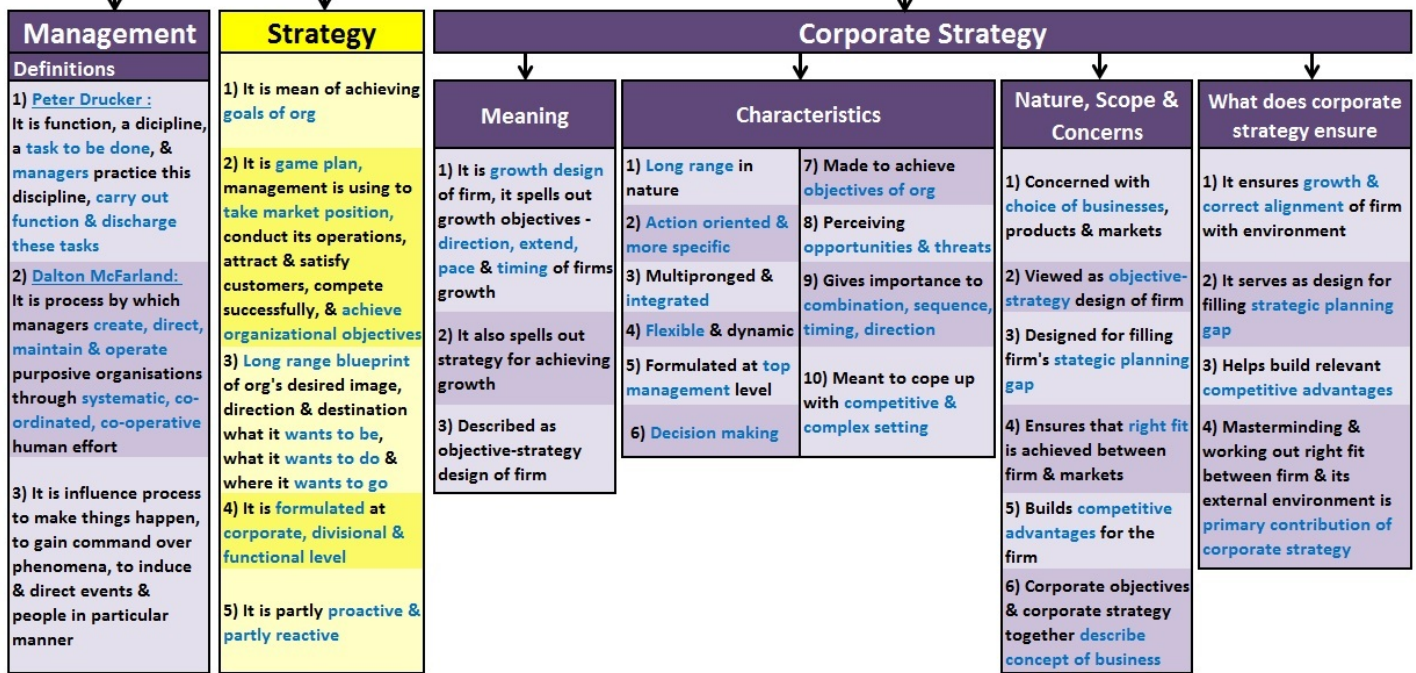 Management
Definitions
1) Peter Drucker :
It is function, a dicipline,
a task to be done, &
managers practice this
discipline, carry out
function & discharge
these tasks
2) Dalton McFarland:
It is process by which
managers create, direct,
maintain & operate
purposive organisations
through systematic, co-
ordinated, co-operative
human effort
3) It is influence process
to make things happen,
to gain command over
phenomena, to induce
& direct events &
people in particular
manner
Strategy
1) It is mean of achieving
goals of org
2) It is game plan,
management is using to
take market position,
conduct its operations,
attract & satisfy
customers, compete
successfully, & achieve
organizational objectives
3) Long range blueprint
of org's desired image,
direction & destination
what it wants to be,
what it wants to do &
where it wants to go
4) It is formulated at
corporate, divisional &
functional level
5) It is partly proactive &
partly reactive
Corporate Strategy
Meaning
1) It is growth design
of firm, it spells out
growth objectives -
direction, extend,
pace & timing of firms
growth
2) It also spells out
strategy for achieving
growth
3) Described as
objective-strategy
design of firm
Characteristics
1) Long range in
nature
2) Action oriented &
more specific
3) Multipronged &
integrated
4) Flexible & dynamic
5) Formulated at top
management level
6) Decision making
7) Made to achieve
objectives of org
8) Perceiving
opportunities & threats
9) Gives importance to
combination, sequence,
timing, direction
10) Meant to cope up
with competitive &
complex setting
Nature, Scope &
Concerns
1) Concerned with
choice of businesses,
products & markets
2) Viewed as objective-
strategy design of firm
3) Designed for filling
firm's stategic planning
gap
4) Ensures that right fit
is achieved between
firm & markets
5) Builds competitive
advantages for the
firm
6) Corporate objectives
& corporate strategy
together describe
concept of business
What does corporate
strategy ensure
1) It ensures growth &
correct alignment of firm
with environment
2) It serves as design for
filling strategic planning
gap
3) Helps build relevant
competitive advantages
4) Masterminding &
working out right fit
between firm & its
external environment is
primary contribution of
corporate strategy